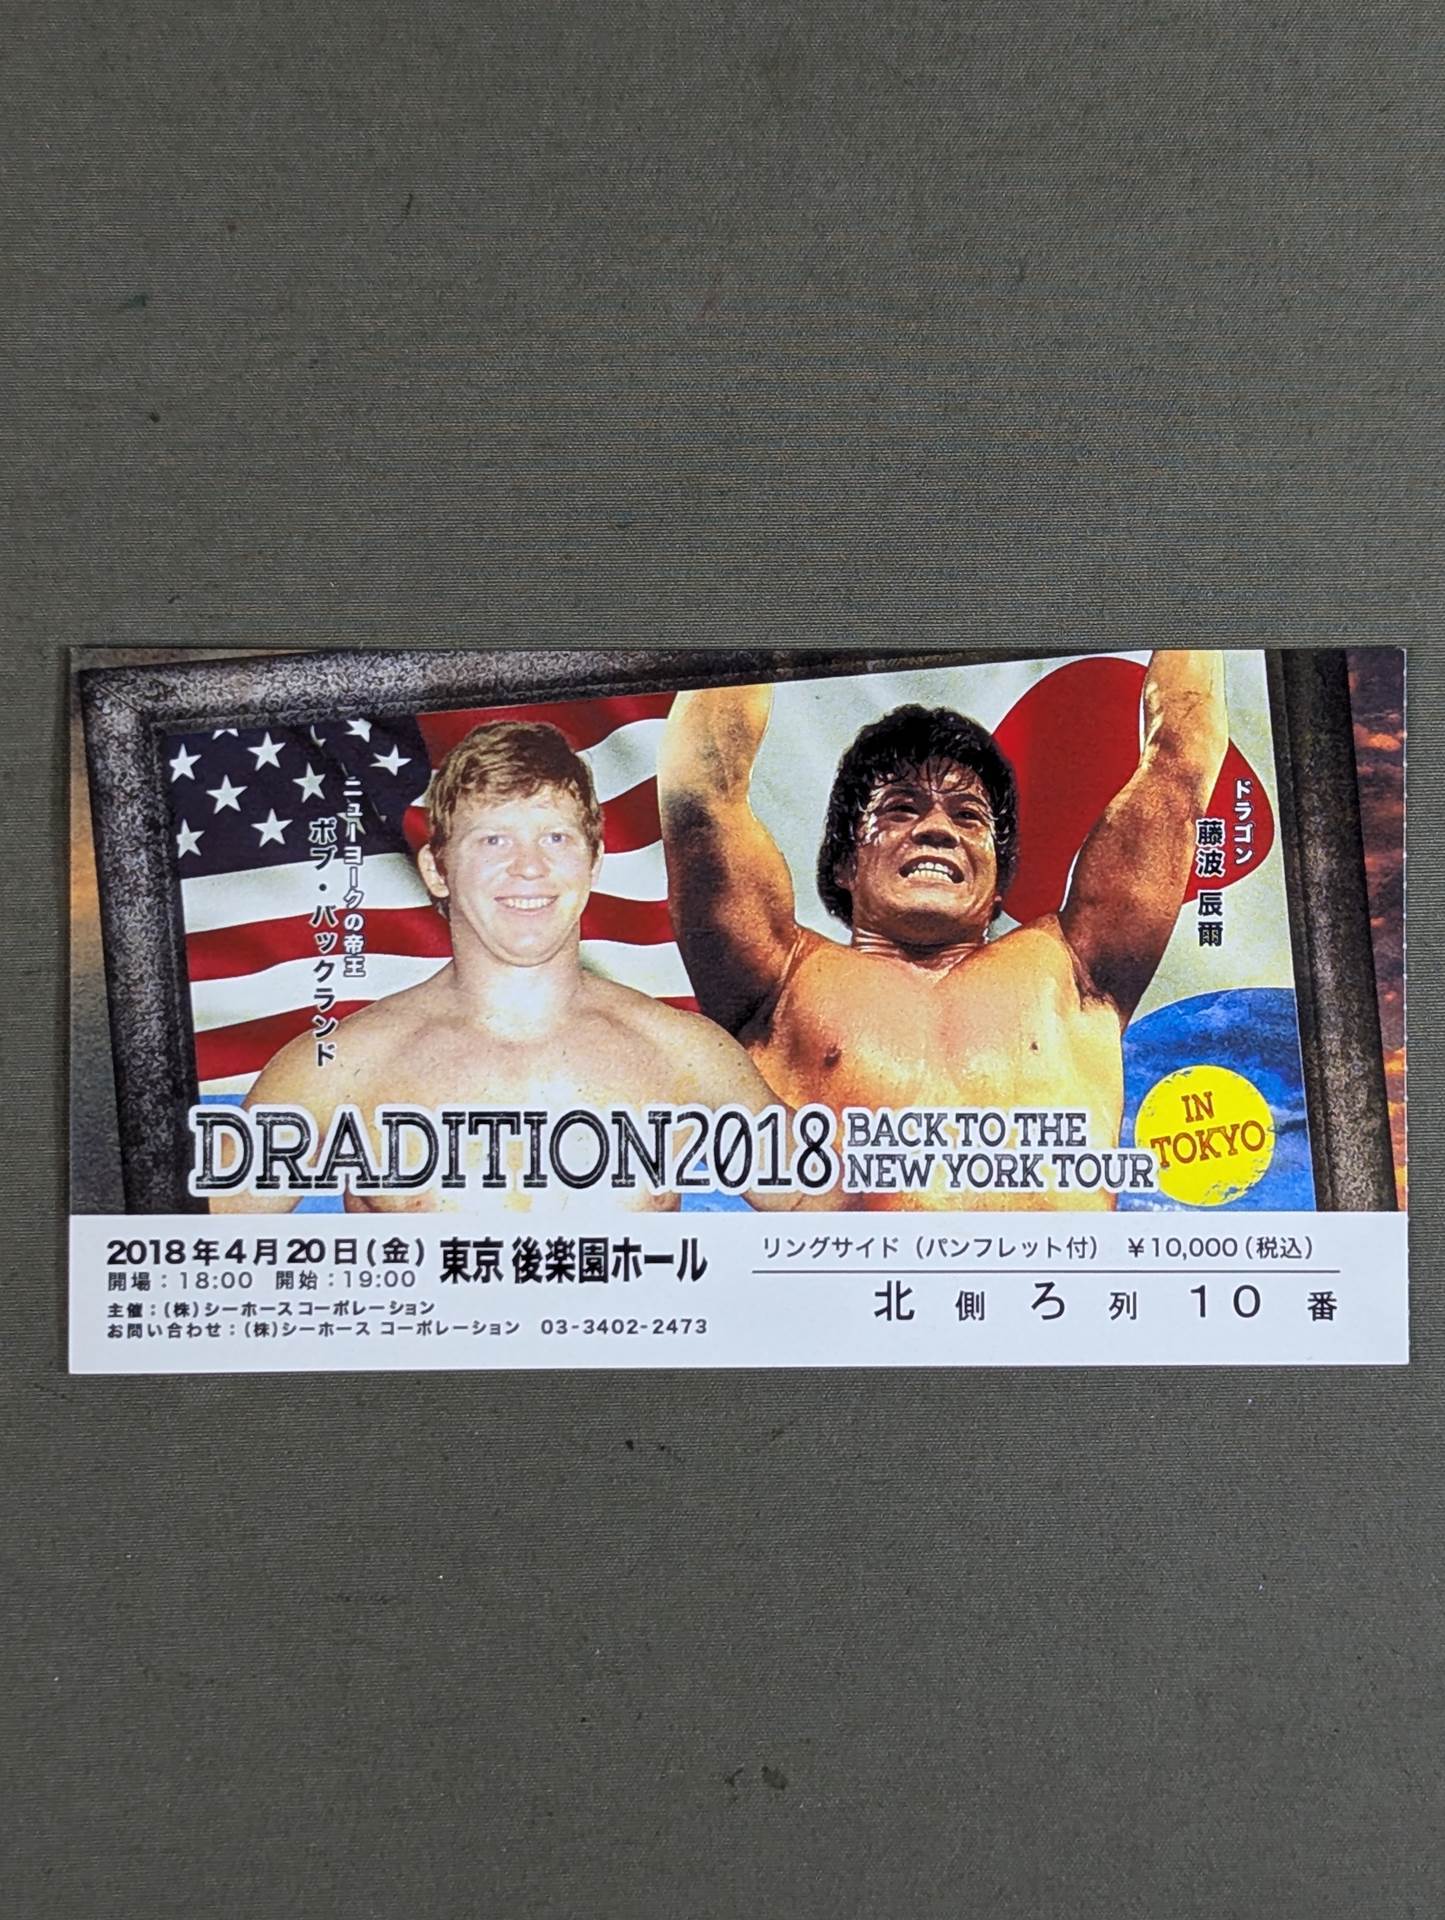 ニューヨークの帝王
ボブ・バックランド
ドラゴン
藤波 辰爾
DRADITION2018
BACK TO THE
NEW YORK TOUR
IN
TOKYO
2018年4月20日(金) 東京 後楽園ホール
開場：18:00 開始：19:00
主催：(株)シーホースコーポレーション
お問い合わせ：(株)シーホース コーポレーション 03-3402-2473
リングサイド（パンフレット付） ￥10,000(税込)
北 側 ろ 列 10 番